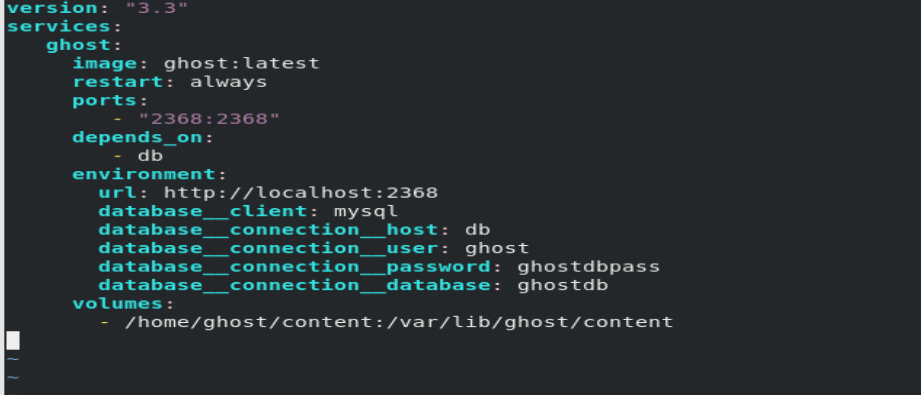 version: "3.3"
services:
   ghost:
     image: ghost:latest
     restart: always
     ports:
        - "2368:2368"
     depends_on:
        - db
     environment:
       url: http://localhost:2368
       database__client: mysql
       database__connection__host: db
       database__connection__user: ghost
       database__connection__password: ghostdbpass
       database__connection__database: ghostdb
     volumes:
       - /home/ghost/content:/var/lib/ghost/content
~
~